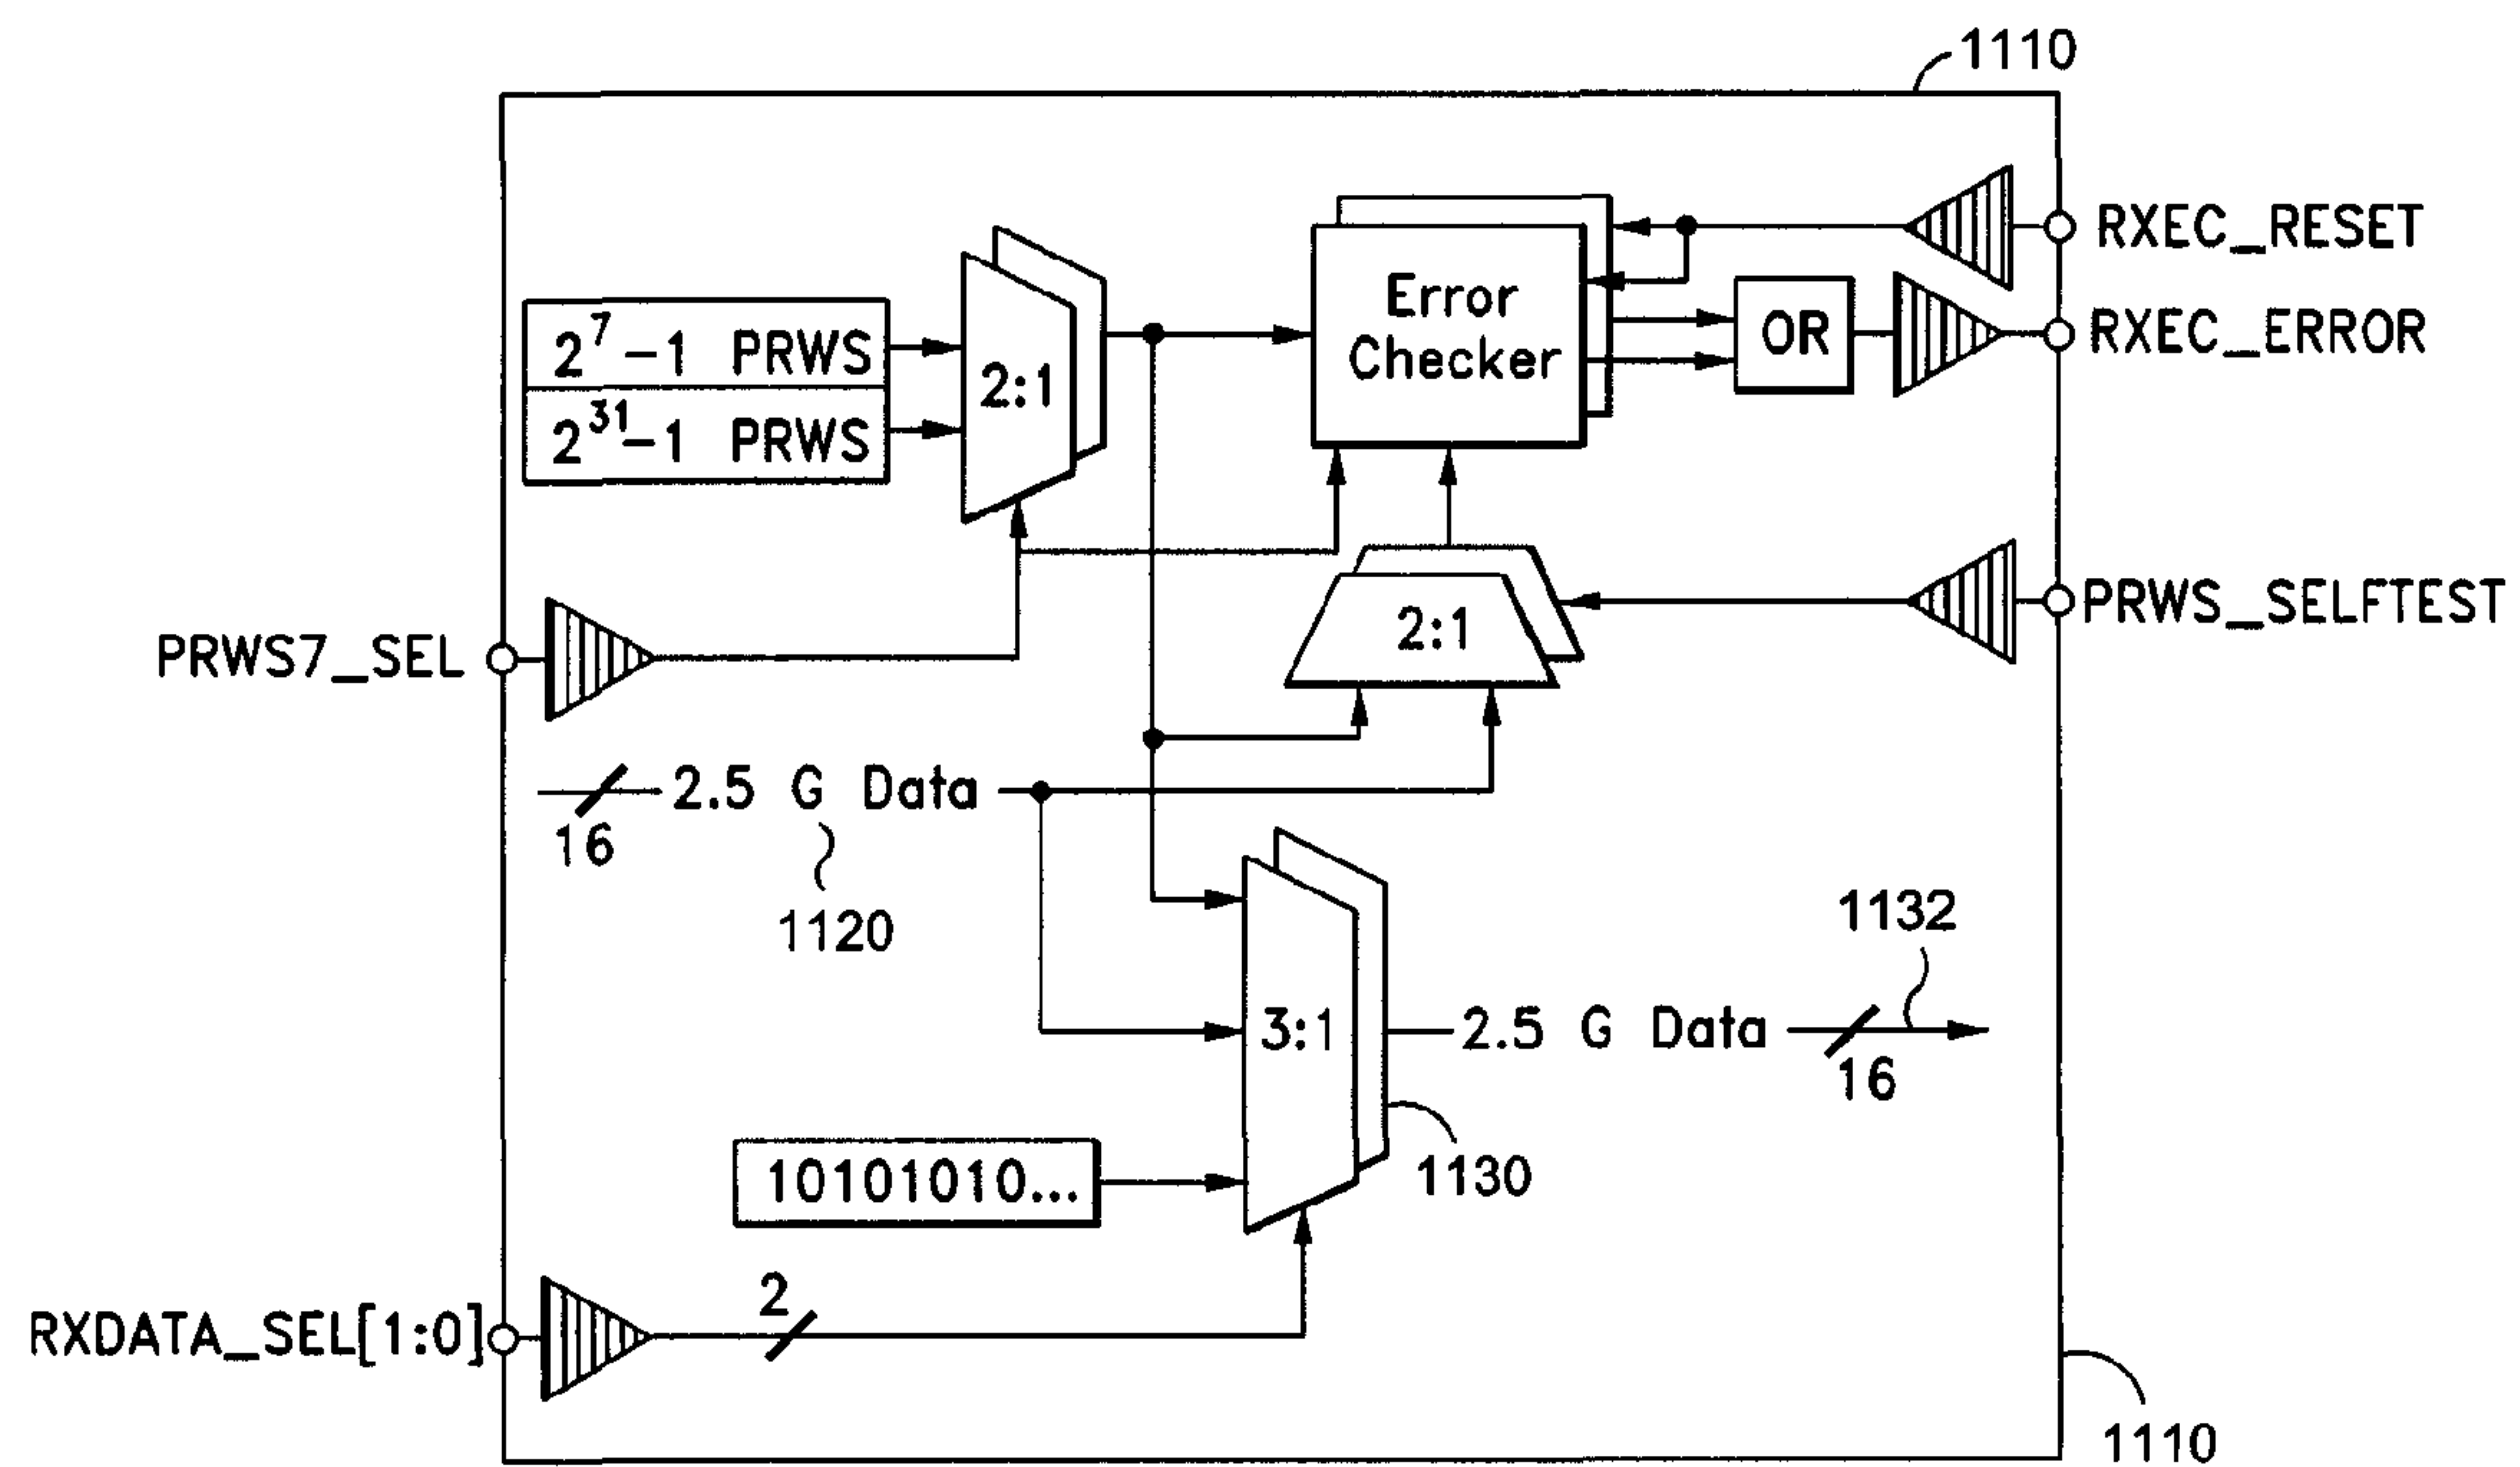 1110
RXEC_RESET
Error
Checker
OR
RXEC_ERROR
2^7-1 PRWS
2:1
2^31-1 PRWS
PRWS_SELFTEST
2:1
PRWS7_SEL
2.5 G Data
16
1120
1132
3:1
2.5 G Data
16
1130
10101010...
2
RXDATA_SEL[1:0]
1110